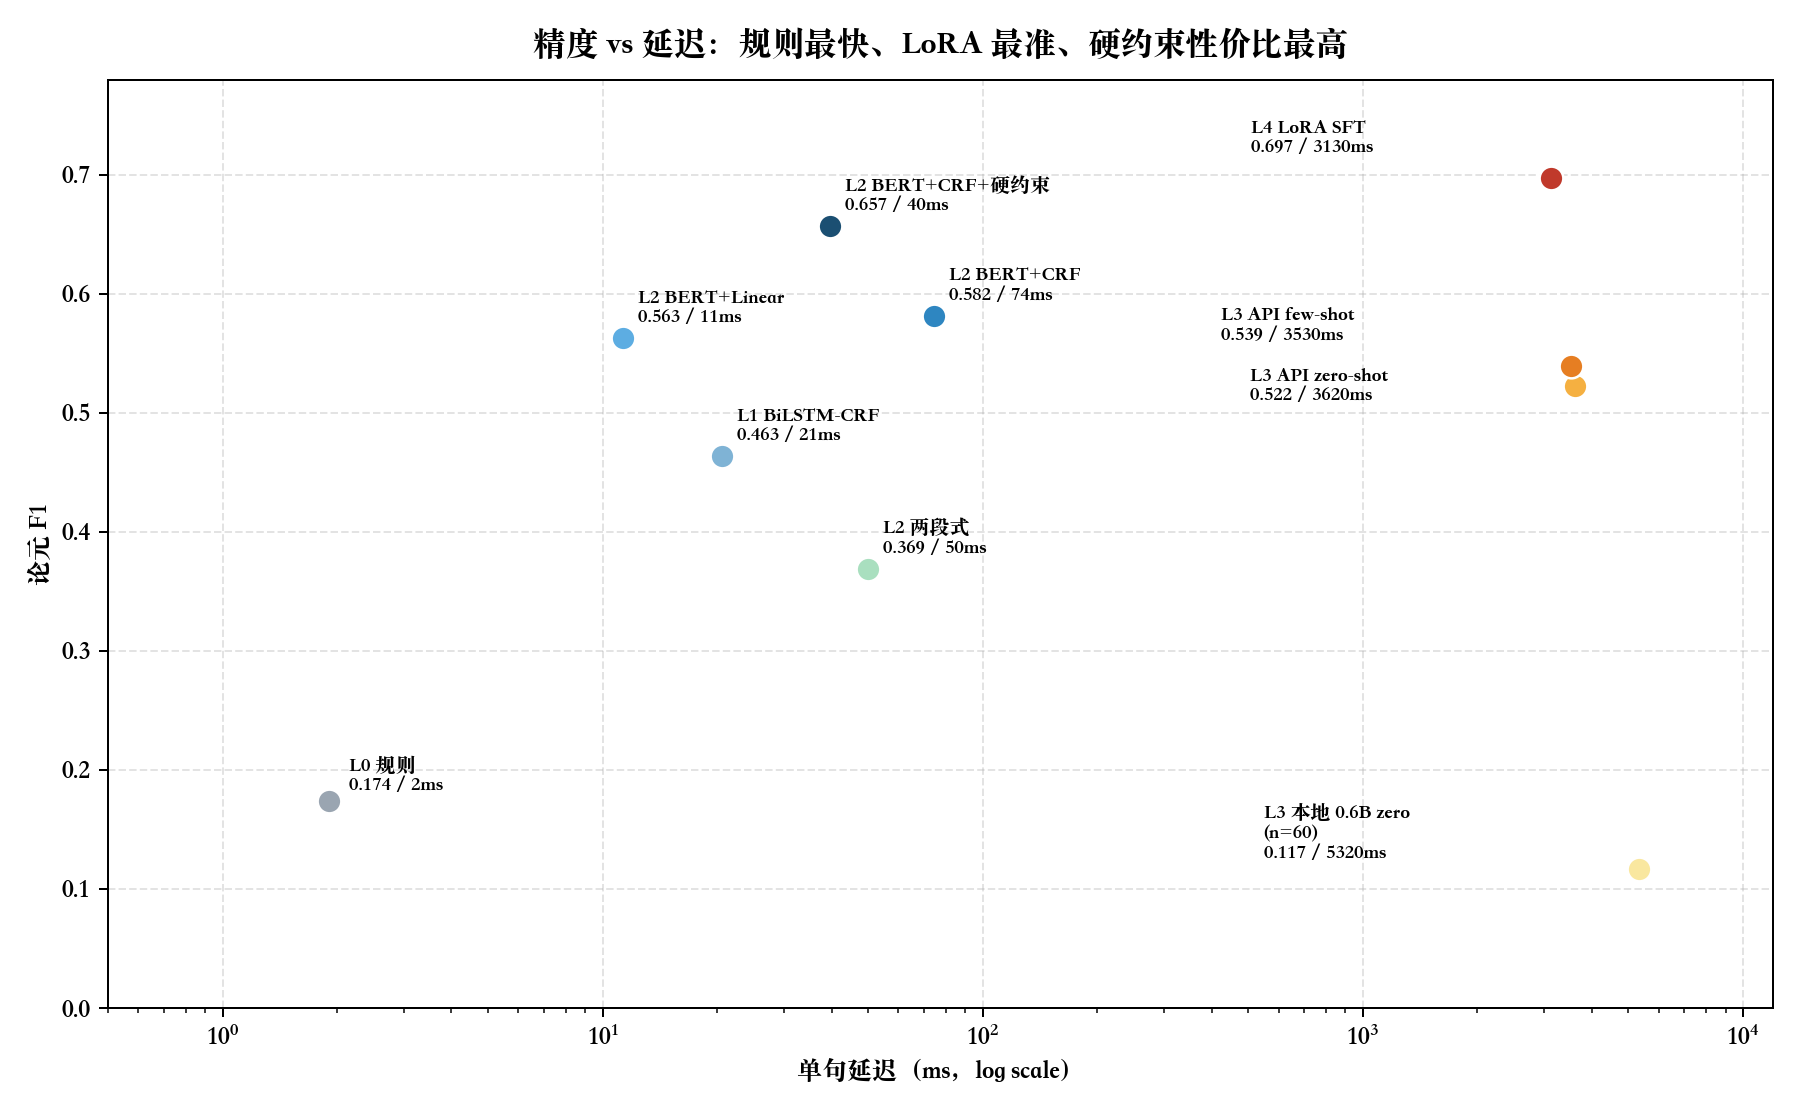 精度 vs 延迟：规则最快、LoRA 最准、硬约束性价比最高
L4 LoRA SFT
0.697 / 3130ms
L2 BERT+CRF+硬约束
0.657 / 40ms
L2 BERT+CRF
0.582 / 74ms
L2 BERT+Linear
0.563 / 11ms
L3 API few-shot
0.539 / 3530ms
L3 API zero-shot
0.522 / 3620ms
L1 BiLSTM-CRF
0.463 / 21ms
L2 两段式
0.369 / 50ms
L0 规则
0.174 / 2ms
L3 本地 0.6B zero
(n=60)
0.117 / 5320ms
论元 F1
0.7
0.6
0.5
0.4
0.3
0.2
0.1
0.0
10⁰ 10¹ 10² 10³ 10⁴
单句延迟（ms，log scale）